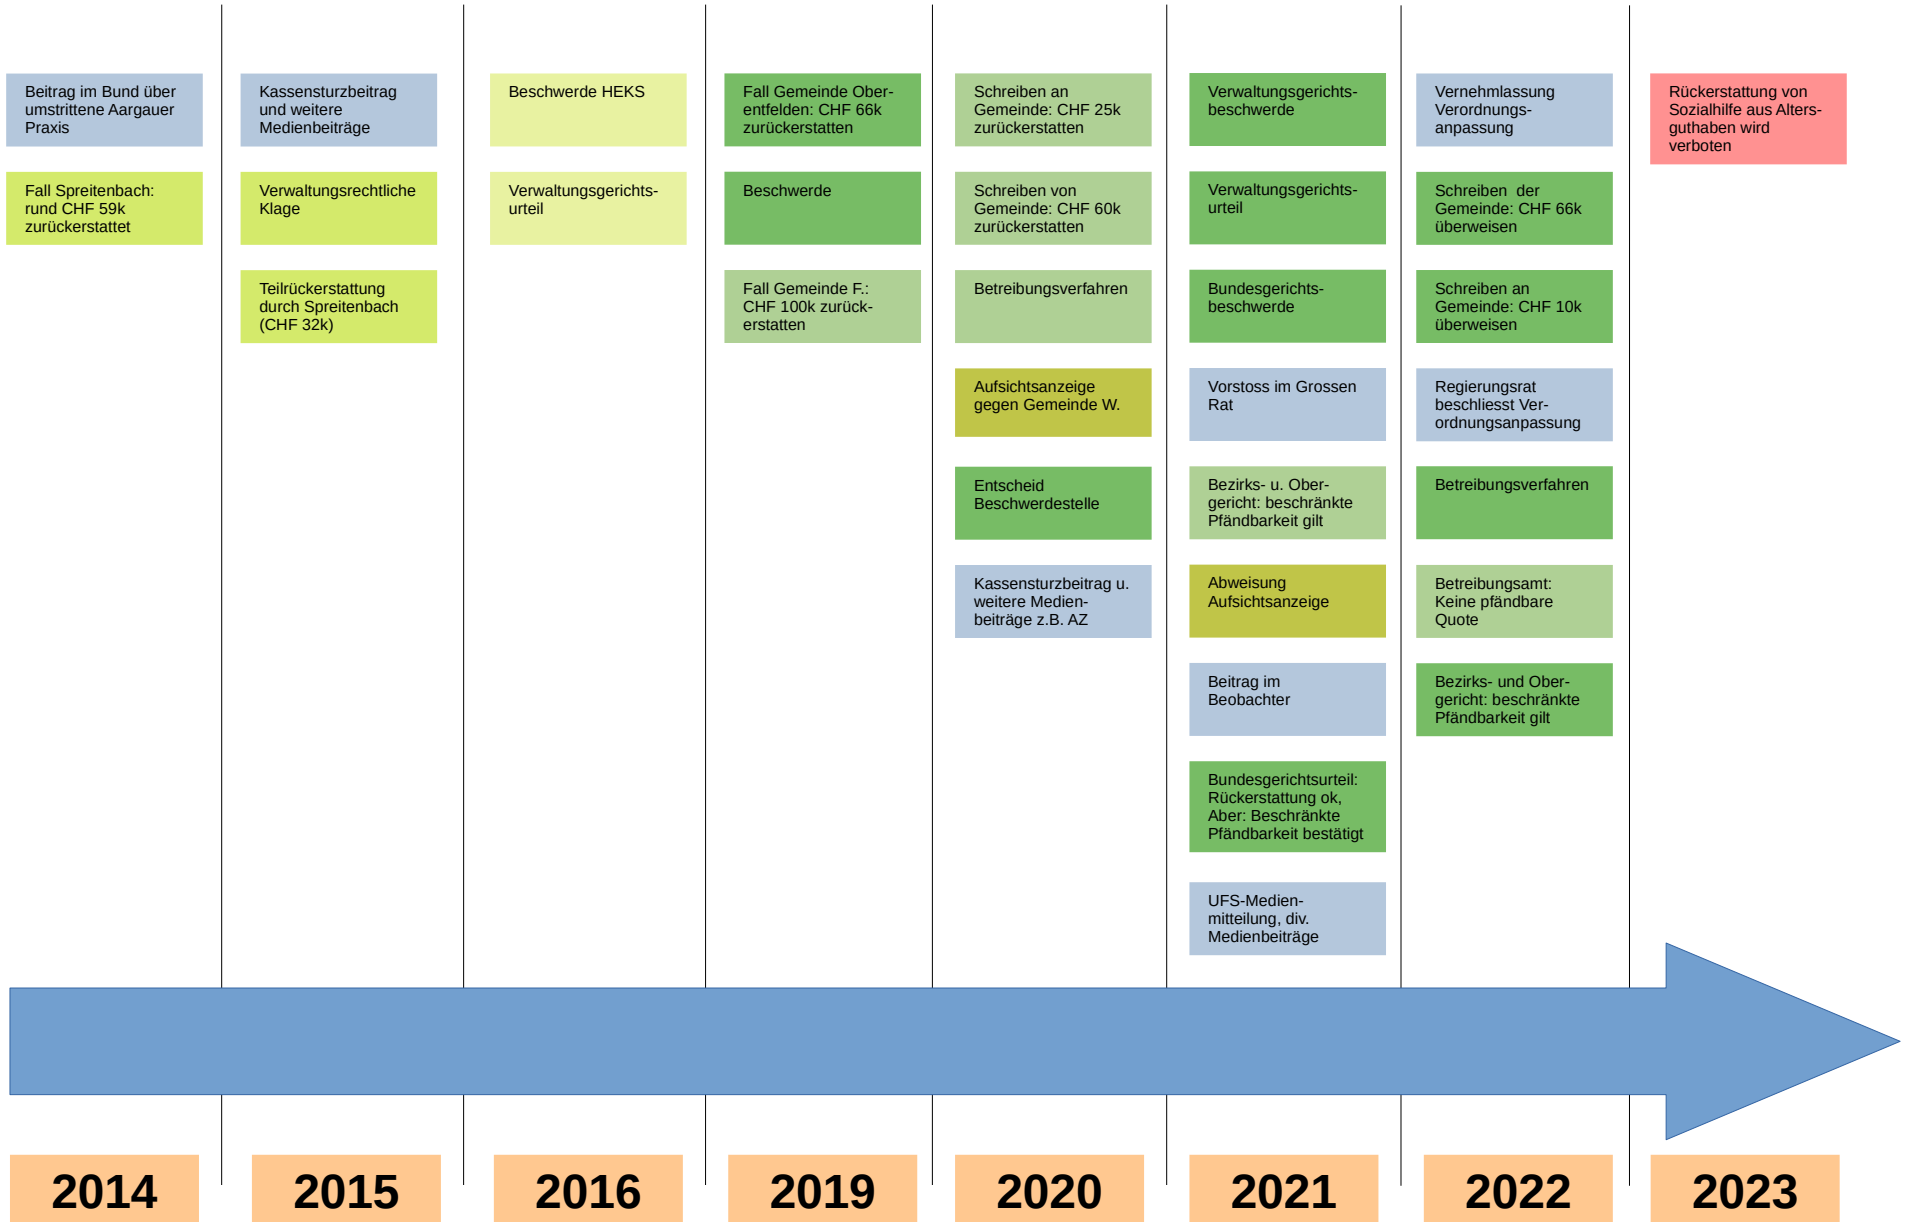 Beitrag im Bund über
umstrittene Aargauer
Praxis
Fall Spreitenbach:
rund CHF 59k
zurückerstattet
Kassensturzbeitrag
und weitere
Medienbeiträge
Verwaltungsrechtliche
Klage
Teilrückerstattung
durch Spreitenbach
(CHF 32k)
Beschwerde HEKS
Verwaltungsgerichts-
urteil
Fall Gemeinde Ober-
entfelden: CHF 66k
zurückerstatten
Beschwerde
Fall Gemeinde F.:
CHF 100k zurück-
erstatten
Schreiben an
Gemeinde: CHF 25k
zurückerstatten
Schreiben von
Gemeinde: CHF 60k
zurückerstatten
Betreibungsverfahren
Aufsichtsanzeige
gegen Gemeinde W.
Entscheid
Beschwerdestelle
Kassensturzbeitrag u.
weitere Medien-
beiträge z.B. AZ
Verwaltungsgerichts-
beschwerde
Verwaltungsgerichts-
urteil
Bundesgerichts-
beschwerde
Vorstoss im Grossen
Rat
Bezirks- u. Ober-
gericht: beschränkte
Pfändbarkeit gilt
Abweisung
Aufsichtsanzeige
Beitrag im
Beobachter
Bundesgerichtsurteil:
Rückerstattung ok,
Aber: Beschränkte
Pfändbarkeit bestätigt
UFS-Medien-
mitteilung, div.
Medienbeiträge
Vernehmlassung
Verordnungs-
anpassung
Schreiben der
Gemeinde: CHF 66k
überweisen
Schreiben an
Gemeinde: CHF 10k
überweisen
Regierungsrat
beschliesst Ver-
ordnungsanpassung
Betreibungsverfahren
Betreibungsamt:
Keine pfändbare
Quote
Bezirks- und Ober-
gericht: beschränkte
Pfändbarkeit gilt
Rückerstattung von
Sozialhilfe aus Alters-
guthaben wird
verboten
2014
2015
2016
2019
2020
2021
2022
2023